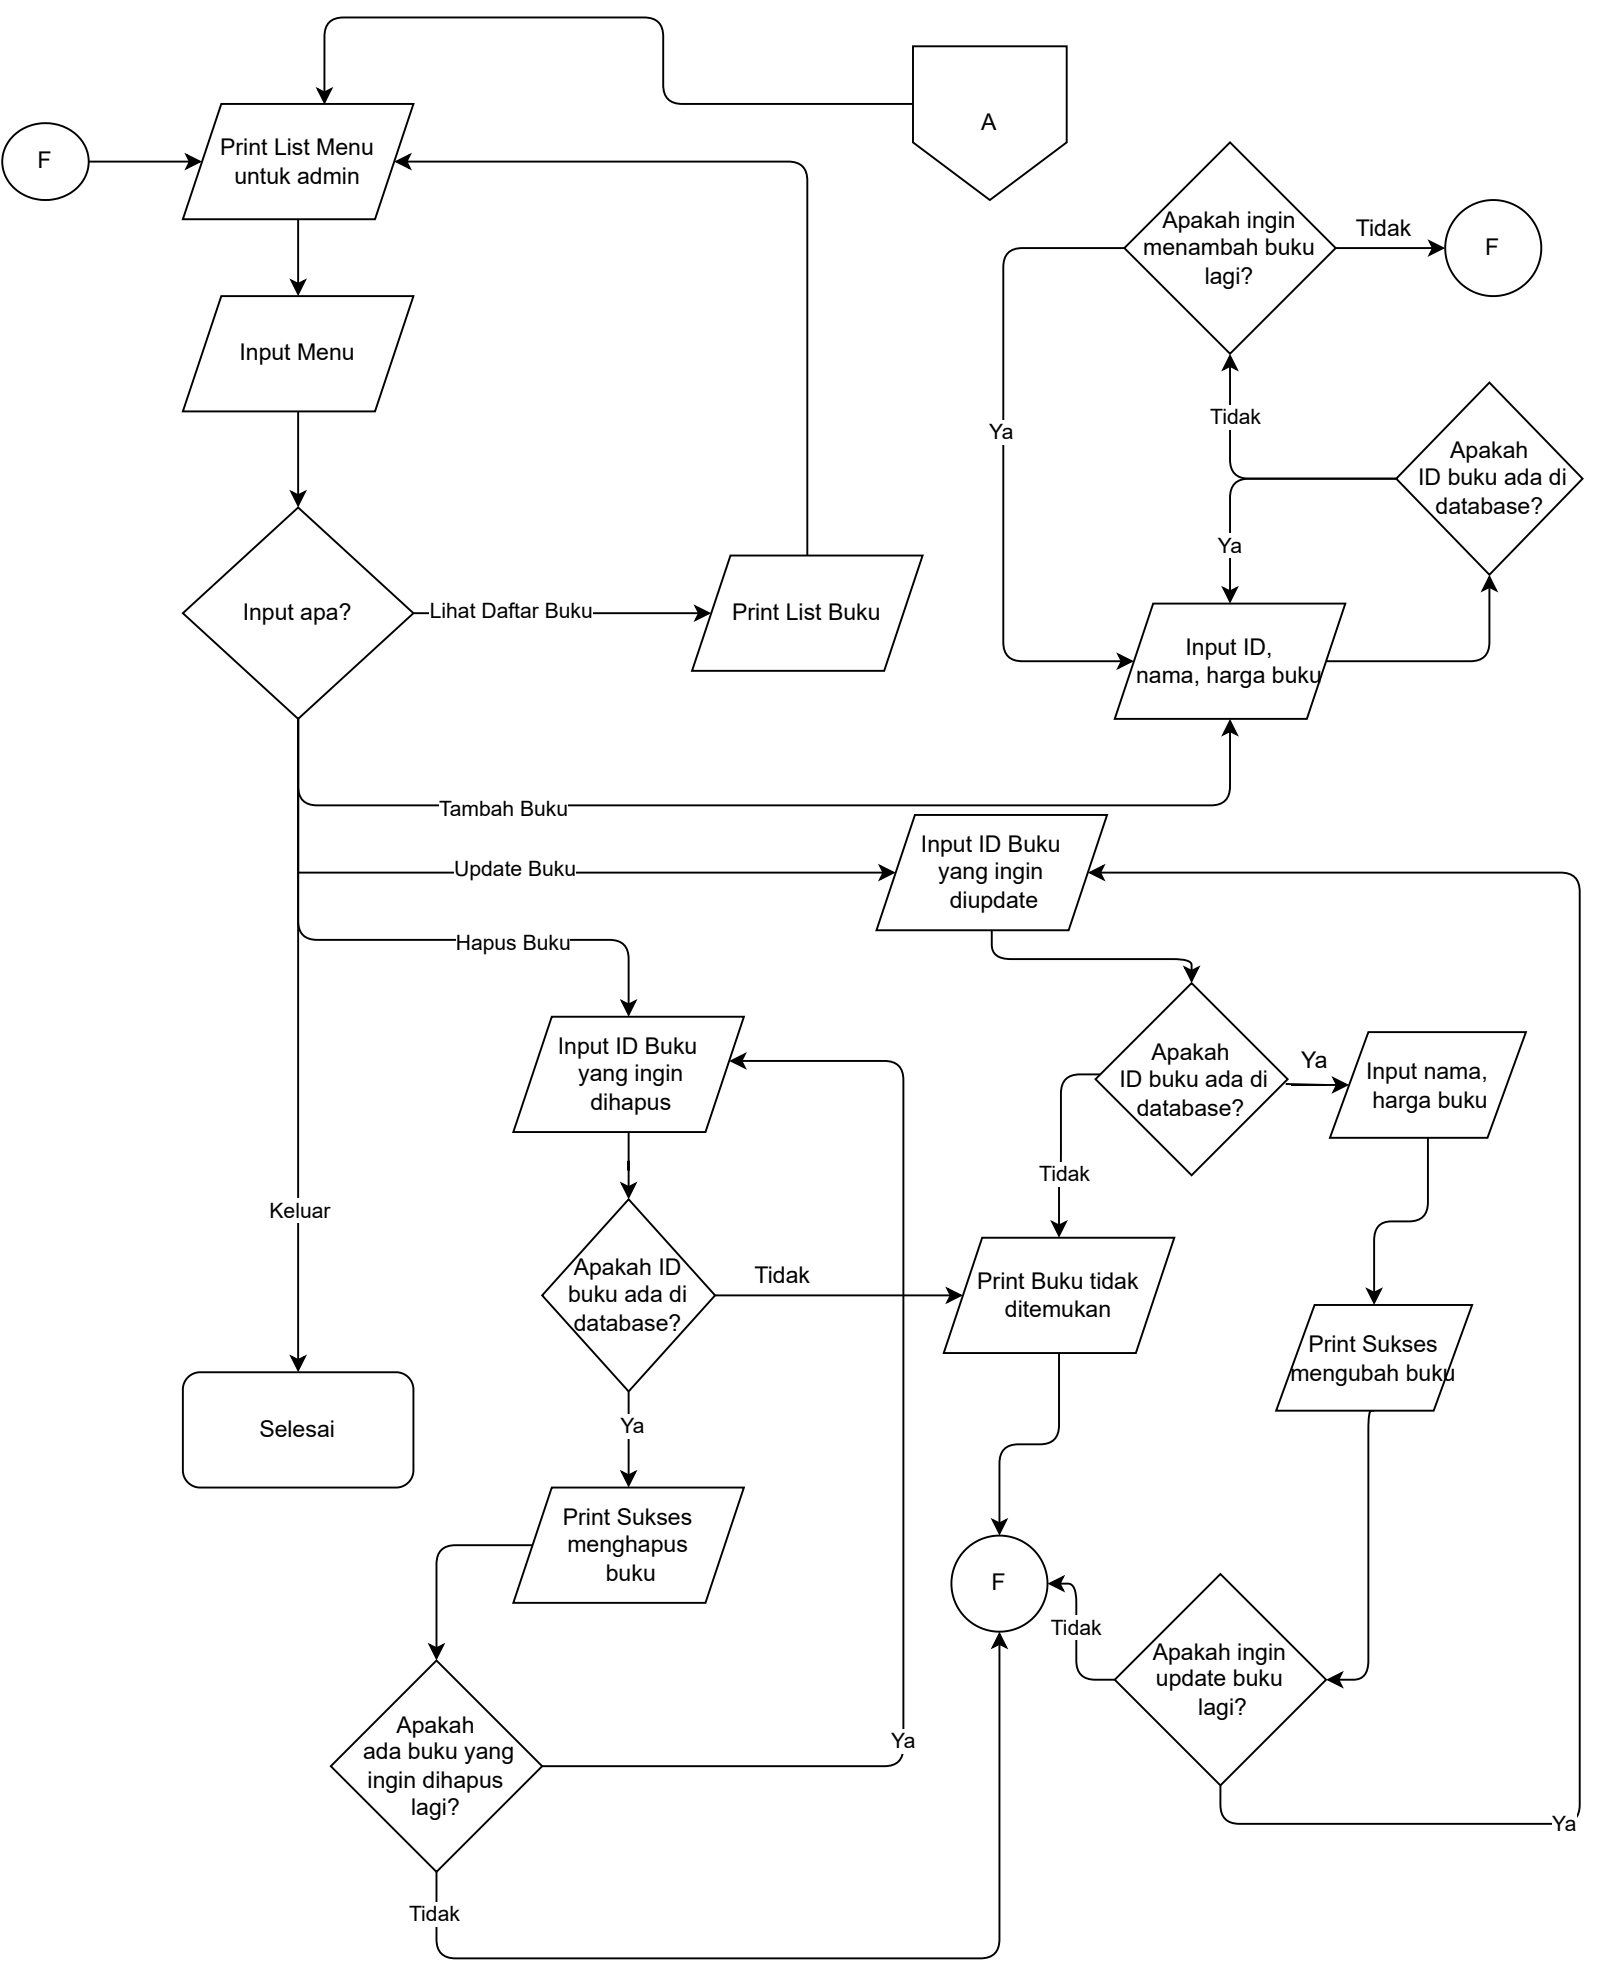 A
F
Print List Menu
untuk admin
Input Menu
Input apa?
Lihat Daftar Buku
Print List Buku
Apakah ingin
menambah buku
lagi?
Tidak
F
Ya
Tidak
Apakah
ID buku ada di
database?
Ya
Input ID,
nama, harga buku
Tambah Buku
Update Buku
Input ID Buku
yang ingin
diupdate
Hapus Buku
Input ID Buku
yang ingin
dihapus
Apakah
ID buku ada di
database?
Ya
Input nama,
harga buku
Tidak
Keluar
Apakah ID
buku ada di
database?
Tidak
Print Buku tidak
ditemukan
Print Sukses
mengubah buku
Selesai
Ya
Print Sukses
menghapus
buku
F
Tidak
Apakah ingin
update buku
lagi?
Apakah
ada buku yang
ingin dihapus
lagi?
Ya
Ya
Tidak